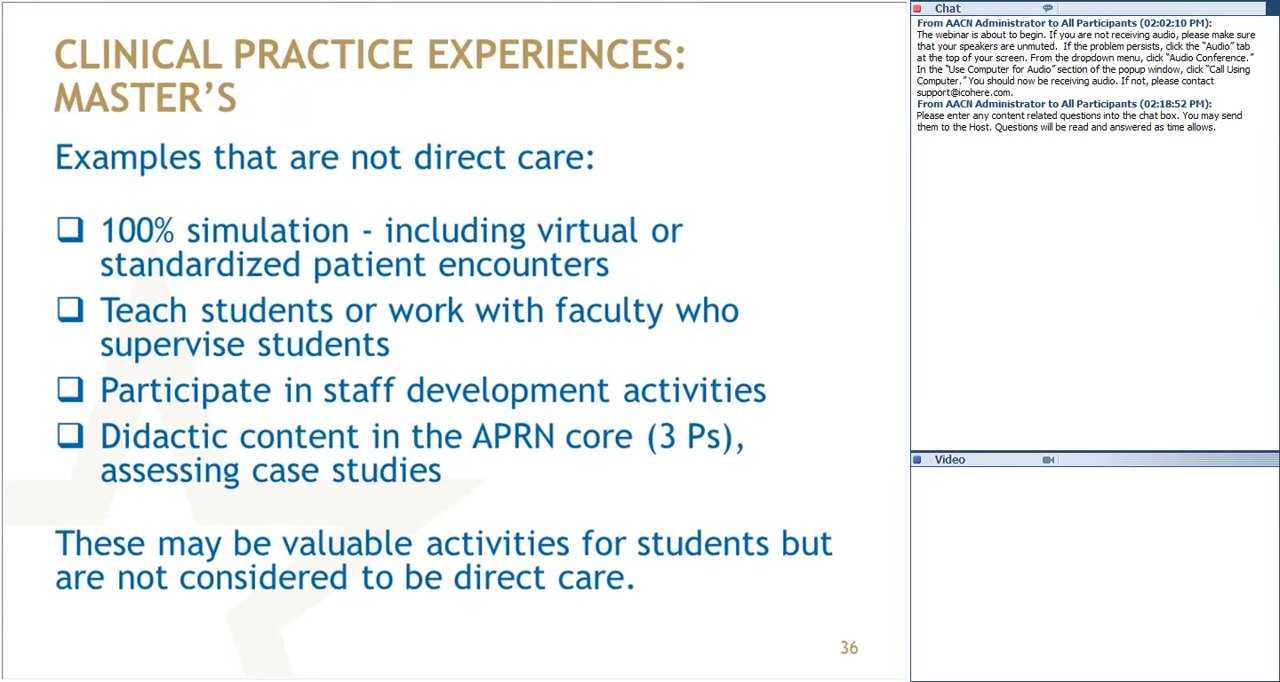 CLINICAL PRACTICE EXPERIENCES:
MASTER’S
Examples that are not direct care:
❑ 100% simulation - including virtual or
standardized patient encounters
❑ Teach students or work with faculty who
supervise students
❑ Participate in staff development activities
❑ Didactic content in the APRN core (3 Ps),
assessing case studies
These may be valuable activities for students but
are not considered to be direct care.
36
Chat
From AACN Administrator to All Participants (02:02:10 PM):
The webinar is about to begin. If you are not receiving audio, please make sure
that your speakers are unmuted. If the problem persists, click the “Audio” tab
at the top of your screen. From the dropdown menu, click “Audio Conference.”
In the “Use Computer for Audio” section of the popup window, click “Call Using
Computer.” You should now be receiving audio. If not, please contact
support@icohere.com.
From AACN Administrator to All Participants (02:18:52 PM):
Please enter any content related questions into the chat box. You may send
them to the Host. Questions will be read and answered as time allows.
Video